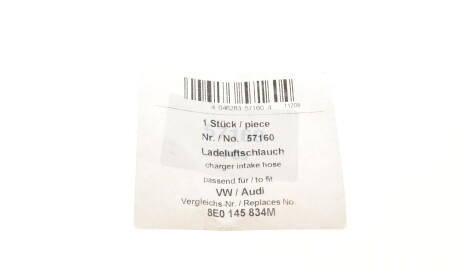 4 046283 57160 4 11208
1 Stück / piece
Nr. / No. 57160
Ladeluftschlauch
charger intake hose
passend für / to fit
VW / Audi
Vergleichs-Nr. / Replaces No.
8E0 145 834M